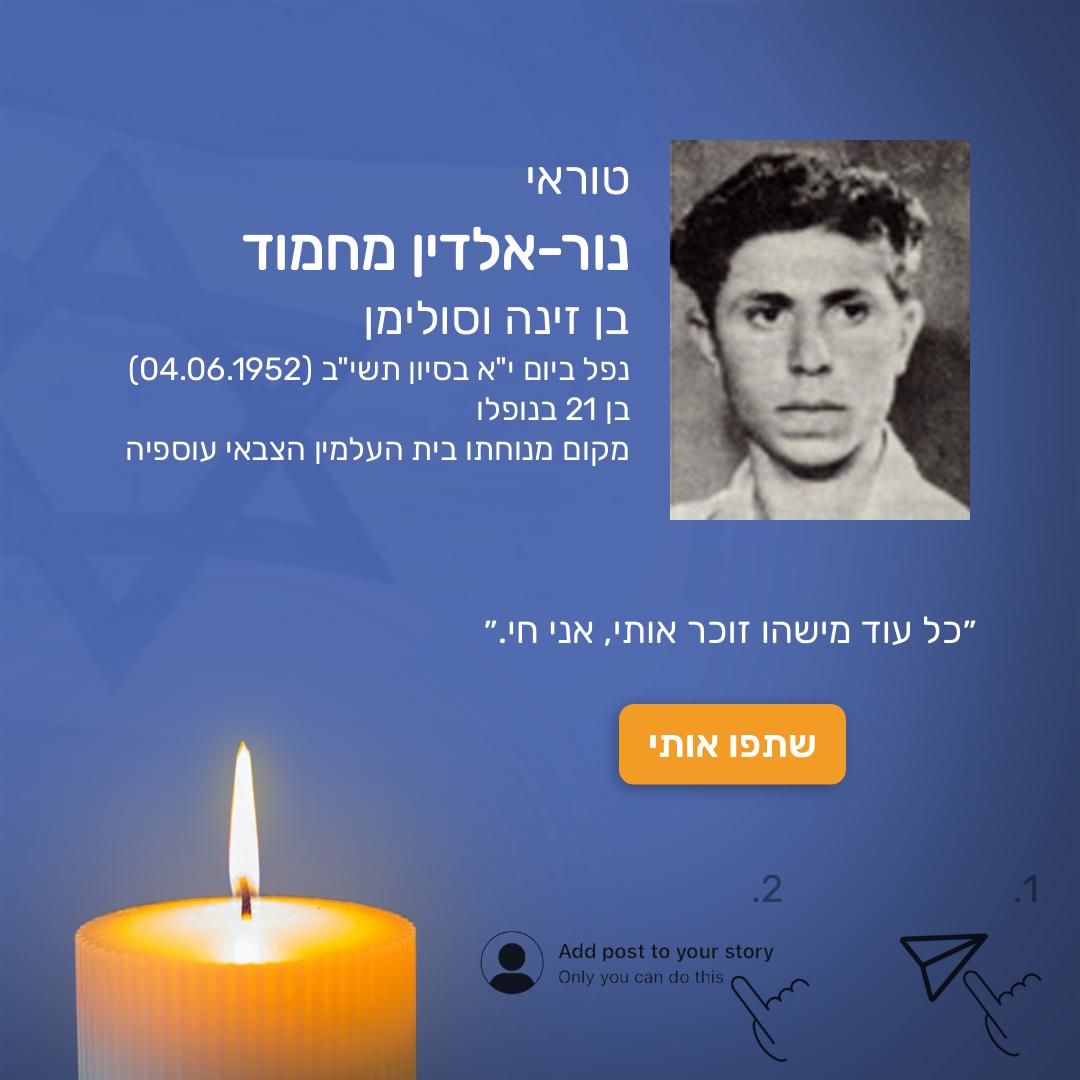 טוראי
נור-אלדין מחמוד
בן זינה וסולימן
נפל ביום י"א בסיון תשי"ב (04.06.1952)
בן 21 בנופלו
מקום מנוחתו בית העלמין הצבאי עוספיה
״כל עוד מישהו זוכר אותי, אני חי.״
שתפו אותי
1.
2.
Add post to your story
Only you can do this